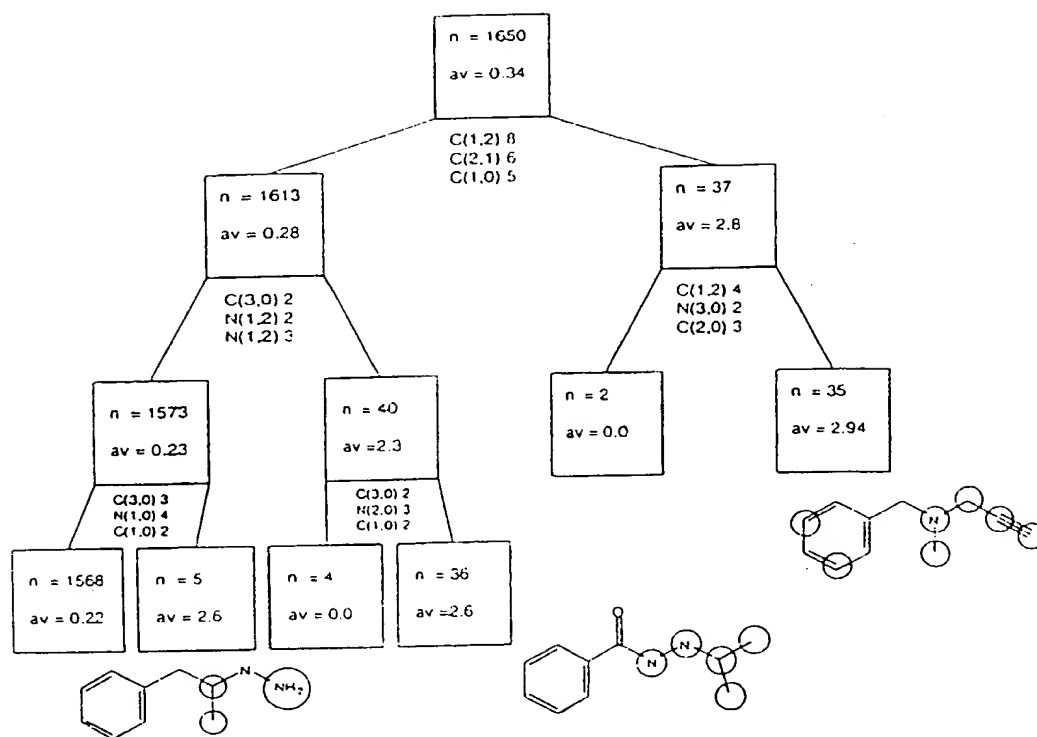 n = 1650
av = 0.34
C(1,2) 8
C(2,1) 6
C(1,0) 5
n = 1613
av = 0.28
n = 37
av = 2.8
C(3,0) 2
N(1,2) 2
N(1,2) 3
C(1,2) 4
N(3,0) 2
C(2,0) 3
n = 1573
av = 0.23
n = 40
av =2.3
n = 2
av = 0.0
n = 35
av = 2.94
C(3,0) 3
N(1,0) 4
C(1,0) 2
C(3,0) 2
N(2,0) 3
C(1,0) 2
n = 1568
av = 0.22
n = 5
av = 2.6
n = 4
av = 0.0
n = 36
av =2.6
N
O
N
N
N
NH2